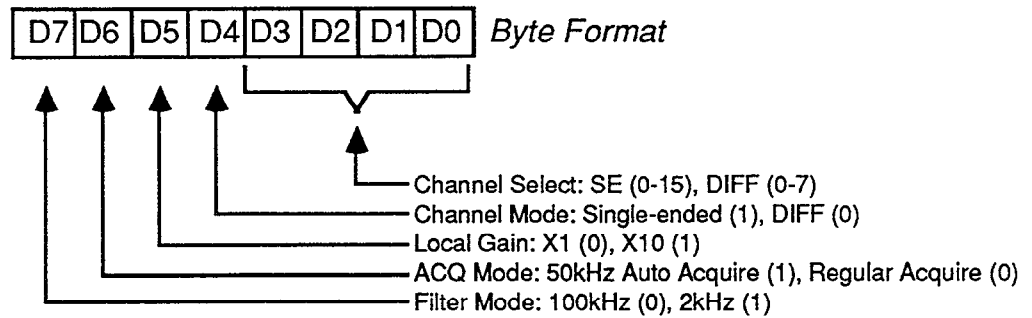 D7 D6 D5 D4 D3 D2 D1 D0 Byte Format
Channel Select: SE (0-15), DIFF (0-7)
Channel Mode: Single-ended (1), DIFF (0)
Local Gain: X1 (0), X10 (1)
ACQ Mode: 50kHz Auto Acquire (1), Regular Acquire (0)
Filter Mode: 100kHz (0), 2kHz (1)